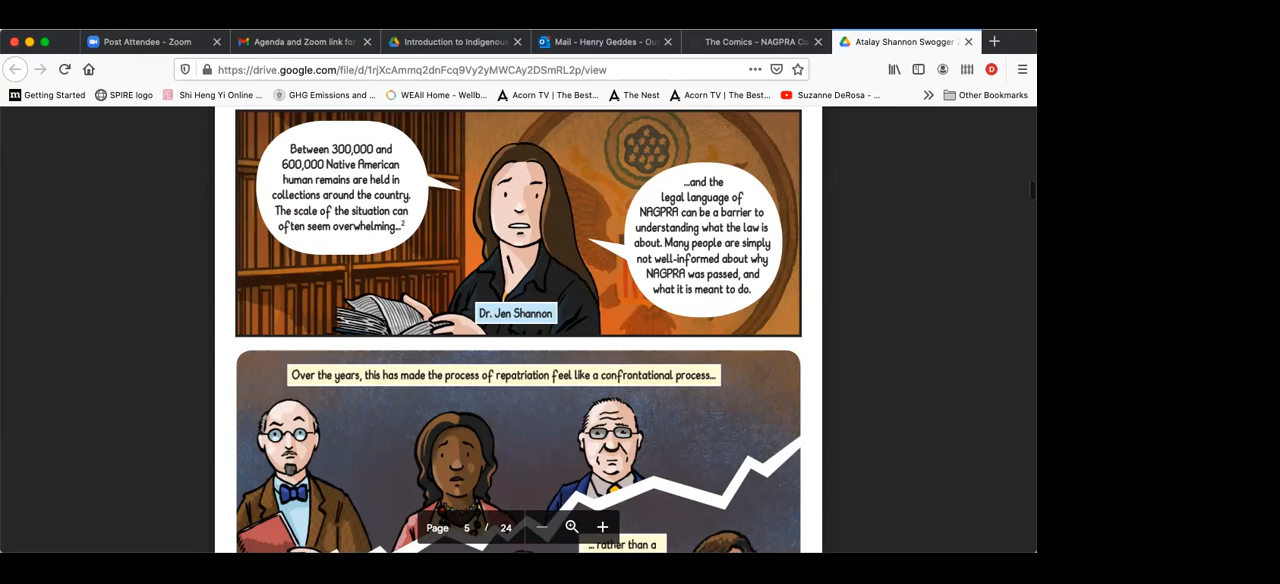 Post Attendee - Zoom
Agenda and Zoom link for
Introduction to Indigenous
Mail - Henry Geddes - Ou
The Comics - NAGPRA Co
Atalay Shannon Swogger
https://drive.google.com/file/d/1rjXcAmmq2dnFcq9Vy2yMWCAy2DSmRL2p/view
D
m Getting Started
SPIRE logo
Shi Heng Yi Online ...
GHG Emissions and ...
WEAll Home - Wellb...
Acorn TV | The Best...
The Nest
Acorn TV | The Best...
Suzanne DeRosa - ...
Other Bookmarks
Between 300,000 and
600,000 Native American
human remains are held in
collections around the country.
The scale of the situation can
often seem overwhelming...2
...and the
legal language of
NAGPRA can be a barrier to
understanding what the law is
about. Many people are simply
not well-informed about why
NAGPRA was passed, and
what it is meant to do.
Dr. Jen Shannon
Over the years, this has made the process of repatriation feel like a confrontational process...
Page 5 / 24
... rather than a